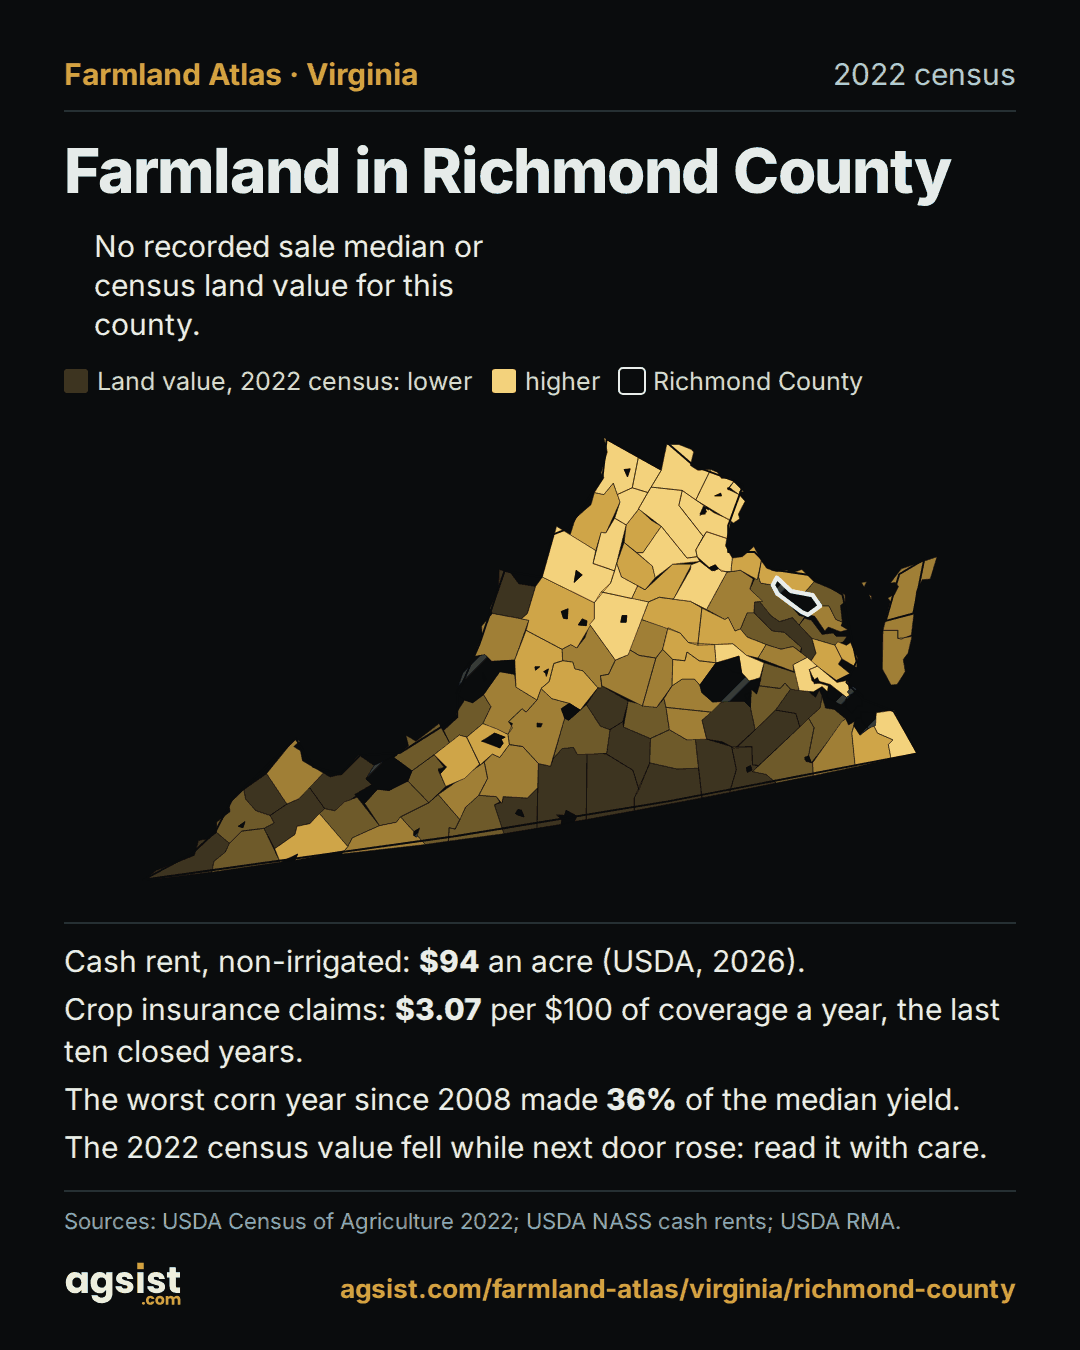 Farmland Atlas · Virginia
2022 census
Farmland in Richmond County
No recorded sale median or
census land value for this
county.
Land value, 2022 census: lower
higher
Richmond County
Cash rent, non-irrigated: $94 an acre (USDA, 2026).
Crop insurance claims: $3.07 per $100 of coverage a year, the last
ten closed years.
The worst corn year since 2008 made 36% of the median yield.
The 2022 census value fell while next door rose: read it with care.
Sources: USDA Census of Agriculture 2022; USDA NASS cash rents; USDA RMA.
agsist
.com
agsist.com/farmland-atlas/virginia/richmond-county